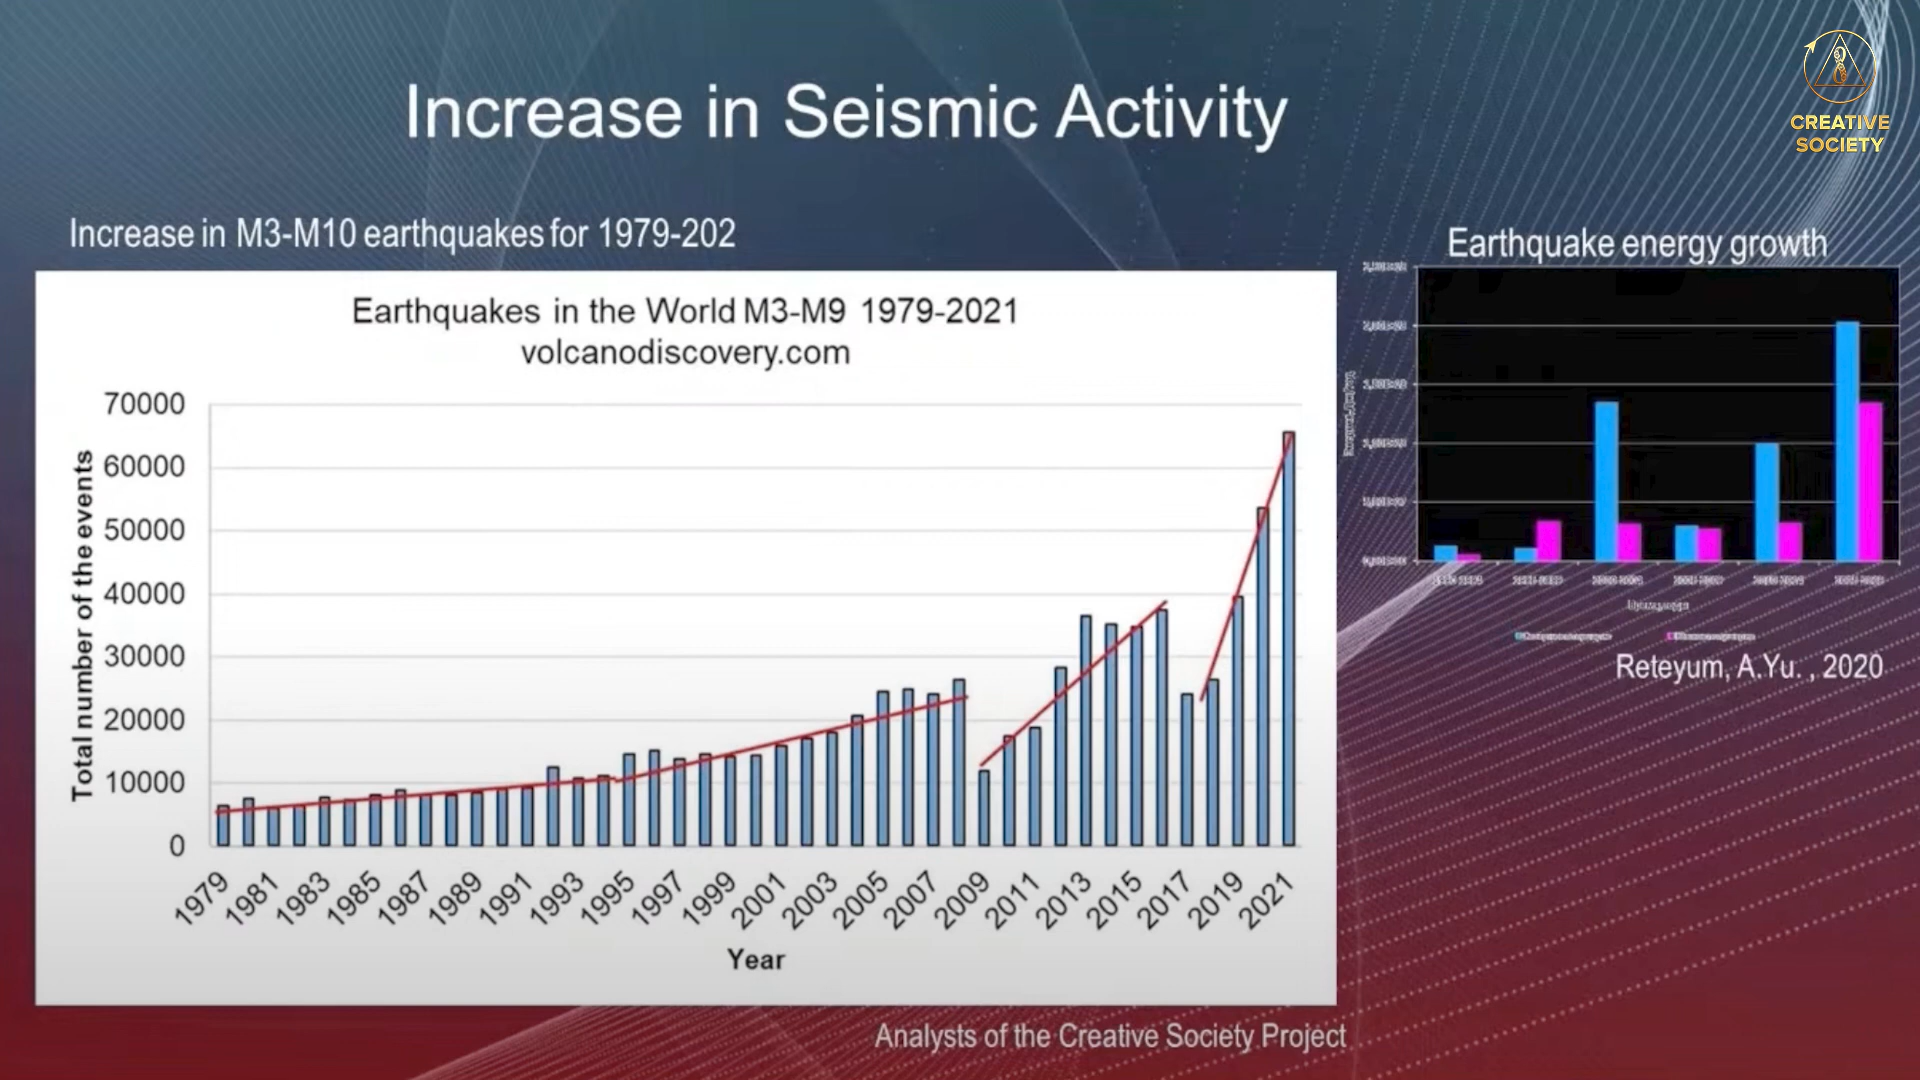 CREATIVE
SOCIETY
Increase in Seismic Activity
Increase in M3-M10 earthquakes for 1979-202
Earthquakes in the World M3-M9 1979-2021
volcanodiscovery.com
Total number of the events
70000
60000
50000
40000
30000
20000
10000
0
1979
1981
1983
1985
1987
1989
1991
1993
1995
1997
1999
2001
2003
2005
2007
2009
2011
2013
2015
2017
2019
2021
Year
Earthquake energy growth
Reteyum, A.Yu. , 2020
Analysts of the Creative Society Project